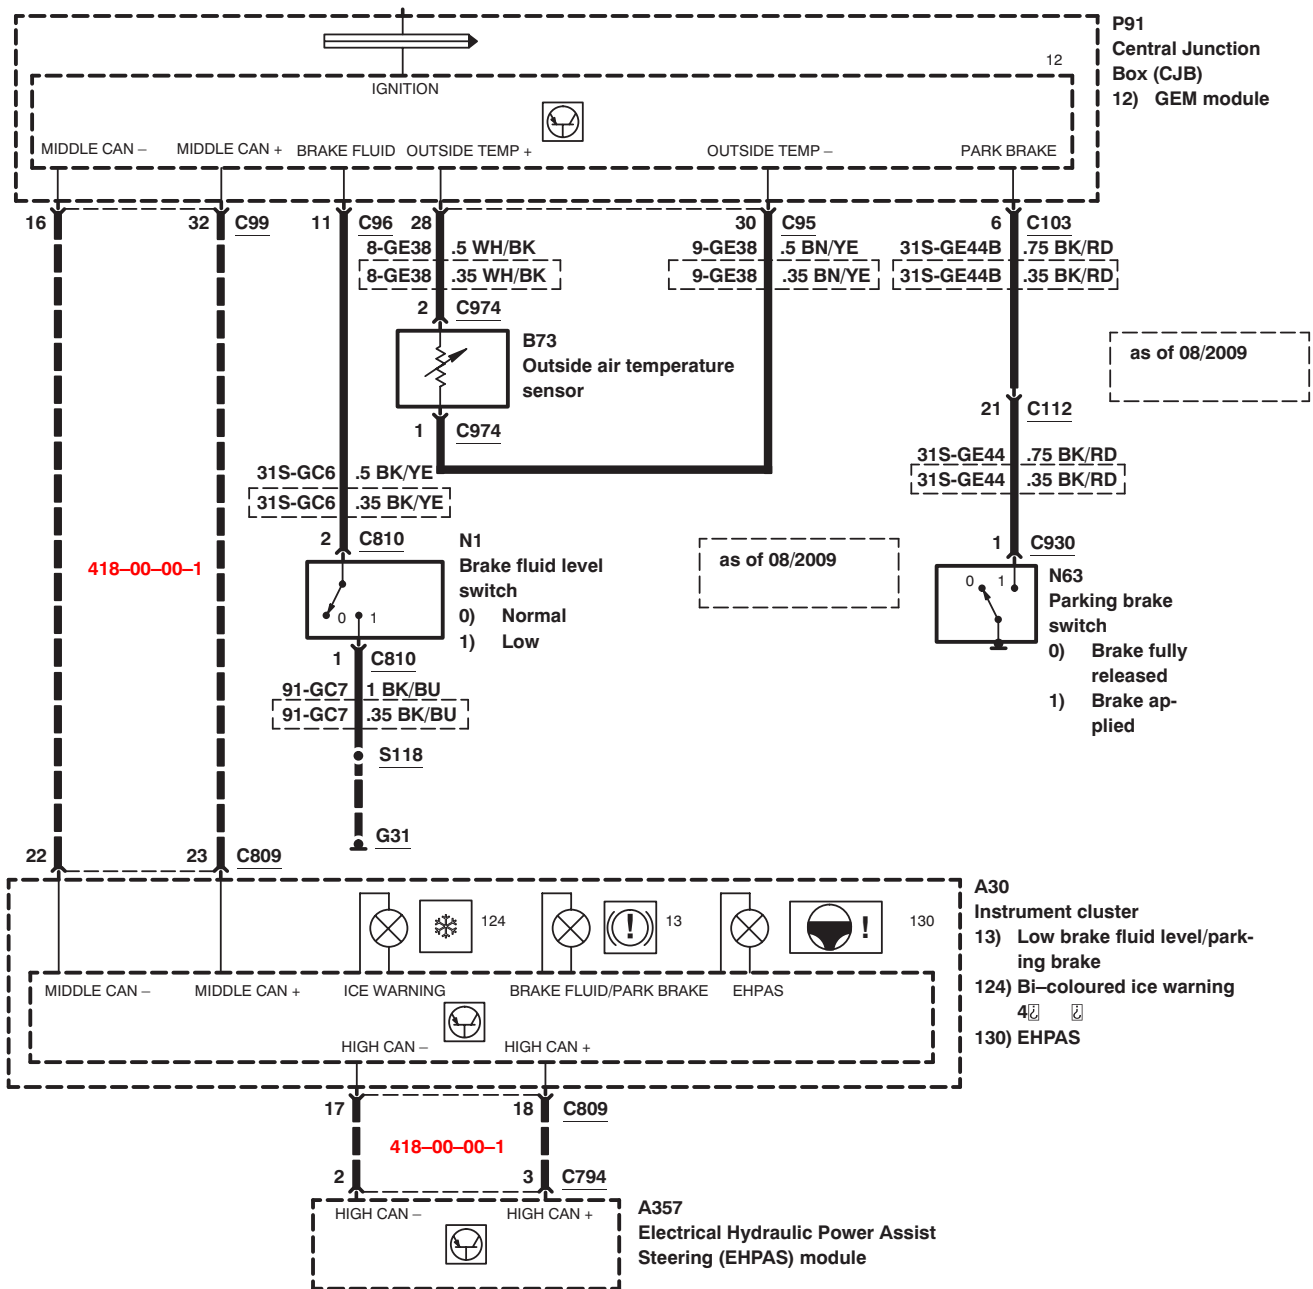 P91
Central Junction
Box (CJB)
12) GEM module
12
IGNITION
MIDDLE CAN –
MIDDLE CAN +
BRAKE FLUID
OUTSIDE TEMP +
OUTSIDE TEMP –
PARK BRAKE
16
32 C99
11 C96
28
30 C95
6 C103
8-GE38 .5 WH/BK
9-GE38 .5 BN/YE
31S-GE44B .75 BK/RD
8-GE38 .35 WH/BK
9-GE38 .35 BN/YE
31S-GE44B .35 BK/RD
2 C974
B73
Outside air temperature
sensor
as of 08/2009
1 C974
21 C112
31S-GC6 .5 BK/YE
31S-GC6 .35 BK/YE
31S-GE44 .75 BK/RD
31S-GE44 .35 BK/RD
2 C810
N1
Brake fluid level
switch
0) Normal
1) Low
0 1
as of 08/2009
1 C930
0 1
N63
Parking brake
switch
0) Brake fully
released
1) Brake ap-
plied
418–00–00–1
1 C810
91-GC7 1 BK/BU
91-GC7 .35 BK/BU
S118
G31
22
23 C809
A30
Instrument cluster
13) Low brake fluid level/park-
ing brake
124) Bi–coloured ice warning
4¿ ¿
130) EHPAS
124
!
13
!
130
MIDDLE CAN –
MIDDLE CAN +
ICE WARNING
BRAKE FLUID/PARK BRAKE
EHPAS
HIGH CAN –
HIGH CAN +
17
18 C809
418–00–00–1
2
3 C794
HIGH CAN –
HIGH CAN +
A357
Electrical Hydraulic Power Assist
Steering (EHPAS) module